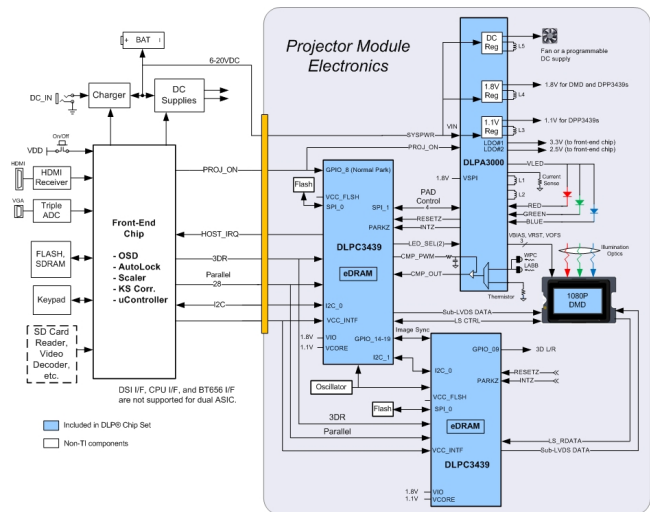 Projector Module
Electronics
+ BAT -
6-20VDC
DC_IN
Charger
DC
Supplies
On/Off
VDD
HDMI
HDMI
Receiver
VGA
Triple
ADC
FLASH,
SDRAM
Keypad
SD Card
Reader,
Video
Decoder,
etc.
Front-End
Chip
- OSD
- AutoLock
- Scaler
- KS Corr.
- uController
PROJ_ON
HOST_IRQ
3DR
Parallel
28
I2C
DSI I/F, CPU I/F, and BT656 I/F
are not supported for dual ASIC.
Included in DLP® Chip Set
Non-TI components
SYSPWR
VIN
PROJ_ON
GPIO_8 (Normal Park)
Flash
VCC_FLSH
SPI_0
SPI_1
PARKZ
DLPC3439
eDRAM
I2C_0
VCC_INTF
1.8V
VIO
1.1V
VCORE
GPIO_14-19
I2C_1
PAD
Control
RESETZ
INTZ
LED_SEL(2)
CMP_PWM
CMP_OUT
1.8V
VSPI
4
DC
Reg
L5
Fan or a programmable
DC supply
1.8V
Reg
L4
1.8V for DMD and DPP3439s
1.1V
Reg
L3
1.1V for DPP3439s
LDO#1
3.3V (to front-end chip)
LDO#2
2.5V (to front-end chip)
DLPA3000
VLED
L1
L2
Current
Sense
RED
GREEN
BLUE
VBIAS, VRST, VOFS
3
WPC
LABB
Thermistor
Illumination
Optics
1080P
DMD
Sub-LVDS DATA
LS CTRL
Image Sync
Oscillator
Flash
3DR
Parallel
I2C_0
VCC_FLSH
SPI_0
eDRAM
VCC_INTF
DLPC3439
1.8V
VIO
1.1V
VCORE
GPIO_09
3D L/R
PARKZ
RESETZ
INTZ
LS_RDATA
Sub-LVDS DATA